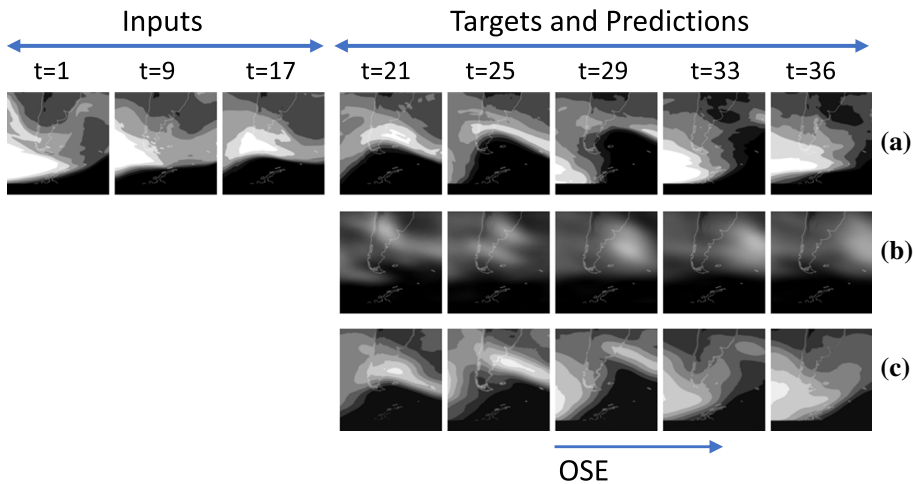 Inputs Targets and Predictions
t=1 t=9 t=17 t=21 t=25 t=29 t=33 t=36
(a)
(b)
(c)
OSE